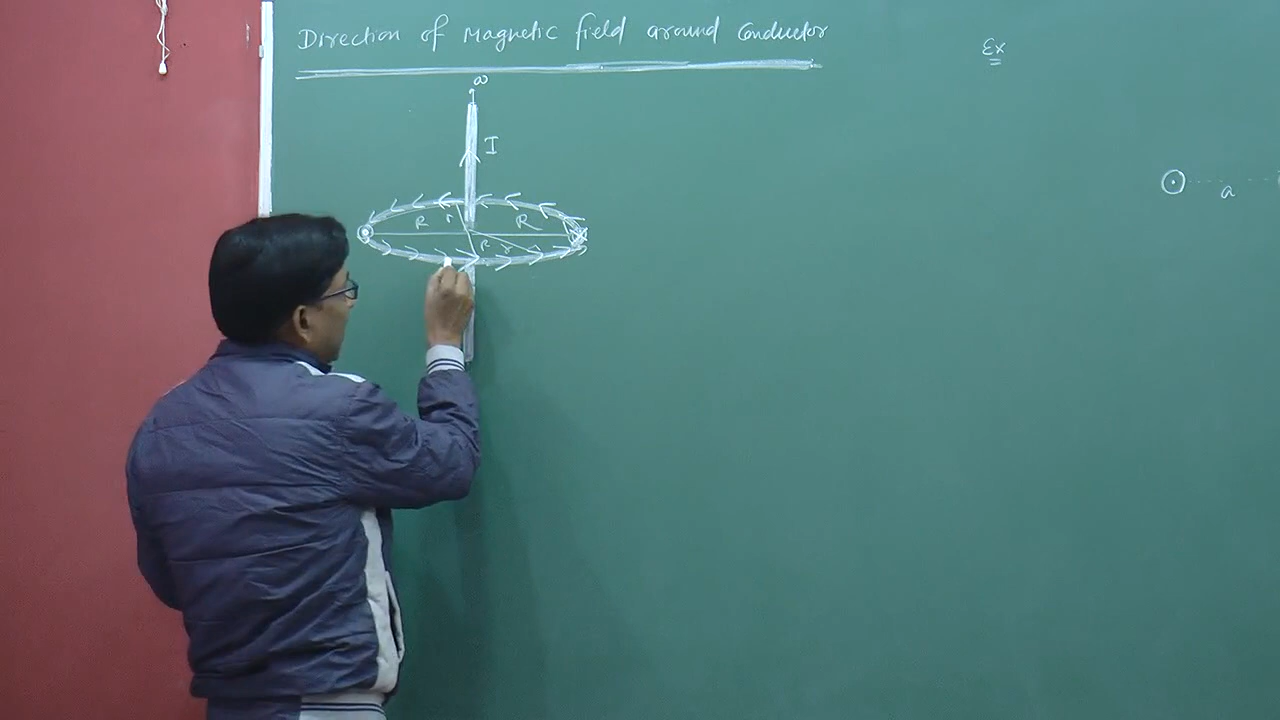 Direction of Magnetic field around Conductor
Ex
∞
I
R r R
R r
a